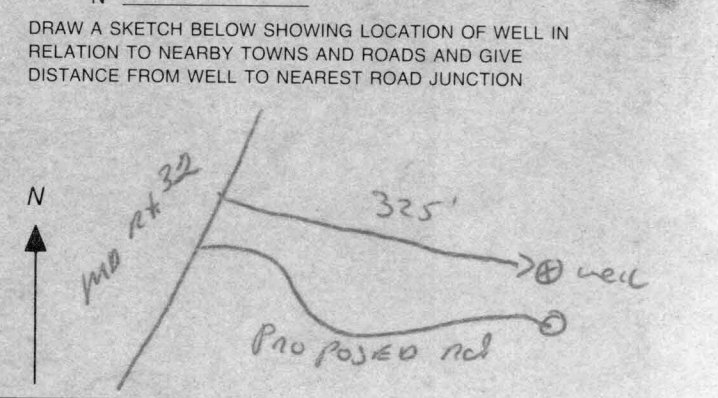 N
DRAW A SKETCH BELOW SHOWING LOCATION OF WELL IN
RELATION TO NEARBY TOWNS AND ROADS AND GIVE
DISTANCE FROM WELL TO NEAREST ROAD JUNCTION
N
MD Rt 32
325'
well
PROPOSED Rd